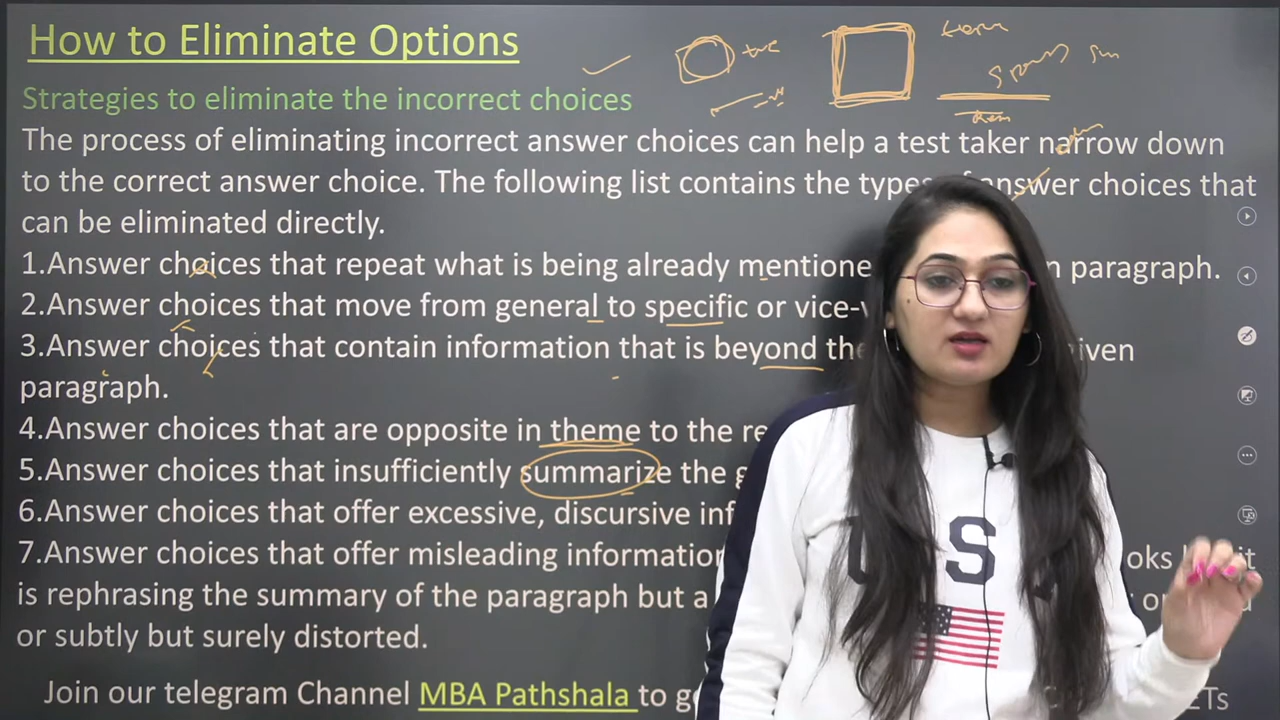 How to Eliminate Options
Strategies to eliminate the incorrect choices
The process of eliminating incorrect answer choices can help a test taker narrow down
to the correct answer choice. The following list contains the types of answer choices that
can be eliminated directly.
1.Answer choices that repeat what is being already mentione paragraph.
2.Answer choices that move from general to specific or
3.Answer choices that contain information that is beyond the given
paragraph.
4.Answer choices that are opposite in theme to the
5.Answer choices that insufficiently summarize the
6.Answer choices that offer excessive, discursive
7.Answer choices that offer misleading information it
is rephrasing the summary of the paragraph but a
or subtly but surely distorted.
Join our telegram Channel MBA Pathshala to
S